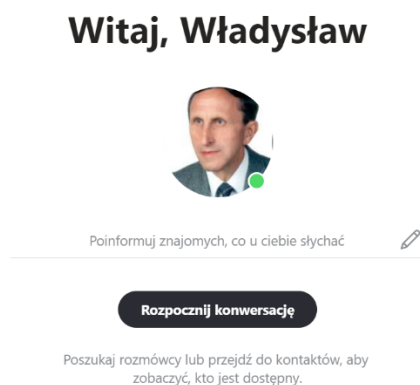 Witaj, Władysław
Poinformuj znajomych, co u ciebie słychać
Rozpocznij konwersację
Poszukaj rozmówcy lub przejdź do kontaktów, aby
zobaczyć, kto jest dostępny.